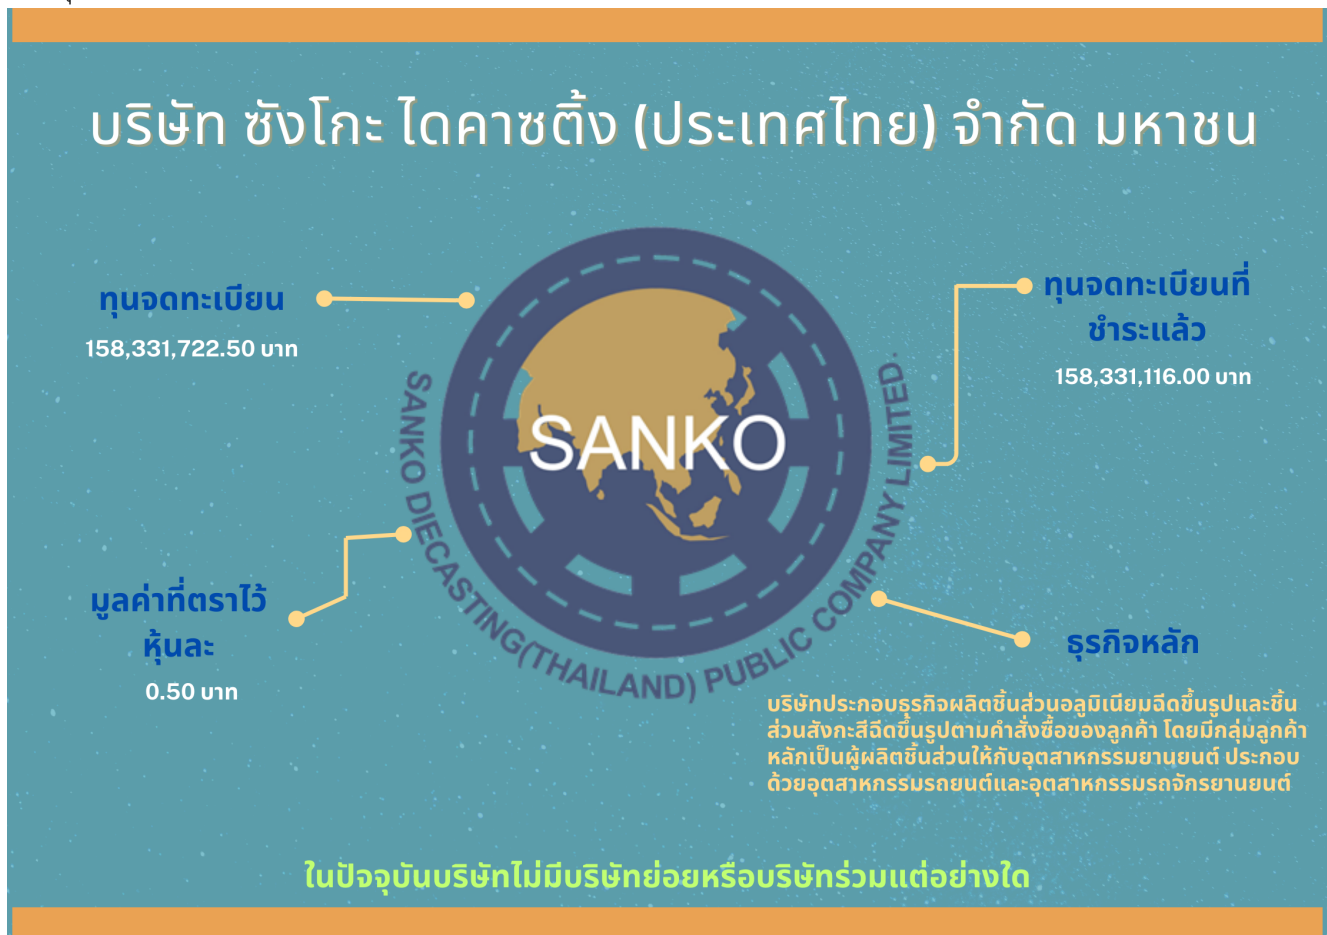 บริษัท ซังโกะ ไดคาซติ้ง (ประเทศไทย) จำกัด มหาชน
ทุนจดทะเบียน
158,331,722.50 บาท
ทุนจดทะเบียนที่
ชำระแล้ว
158,331,116.00 บาท
SANKO
SANKO DIECASTING(THAILAND) PUBLIC COMPANY LIMITED.
มูลค่าที่ตราไว้
หุ้นละ
0.50 บาท
ธุรกิจหลัก
บริษัทประกอบธุรกิจผลิตชิ้นส่วนอลูมิเนียมฉีดขึ้นรูปและชิ้น
ส่วนสังกะสีฉีดขึ้นรูปตามคำสั่งซื้อของลูกค้า โดยมีกลุ่มลูกค้า
หลักเป็นผู้ผลิตชิ้นส่วนให้กับอุตสาหกรรมยานยนต์ ประกอบ
ด้วยอุตสาหกรรมรถยนต์และอุตสาหกรรมรถจักรยานยนต์
ในปัจจุบันบริษัทไม่มีบริษัทย่อยหรือบริษัทร่วมแต่อย่างใด